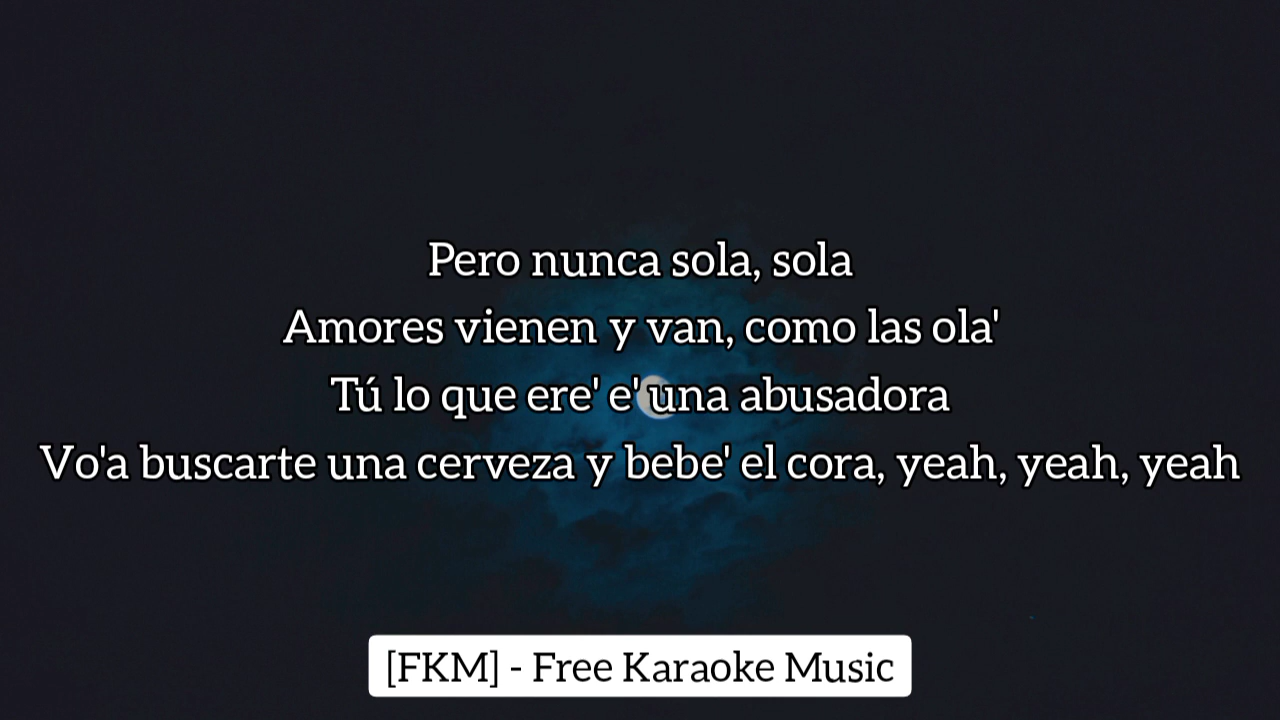 Pero nunca sola, sola
Amores vienen y van, como las ola'
Tú lo que ere' e' una abusadora
Vo'a buscarte una cerveza y bebe' el cora, yeah, yeah, yeah
[FKM] - Free Karaoke Music